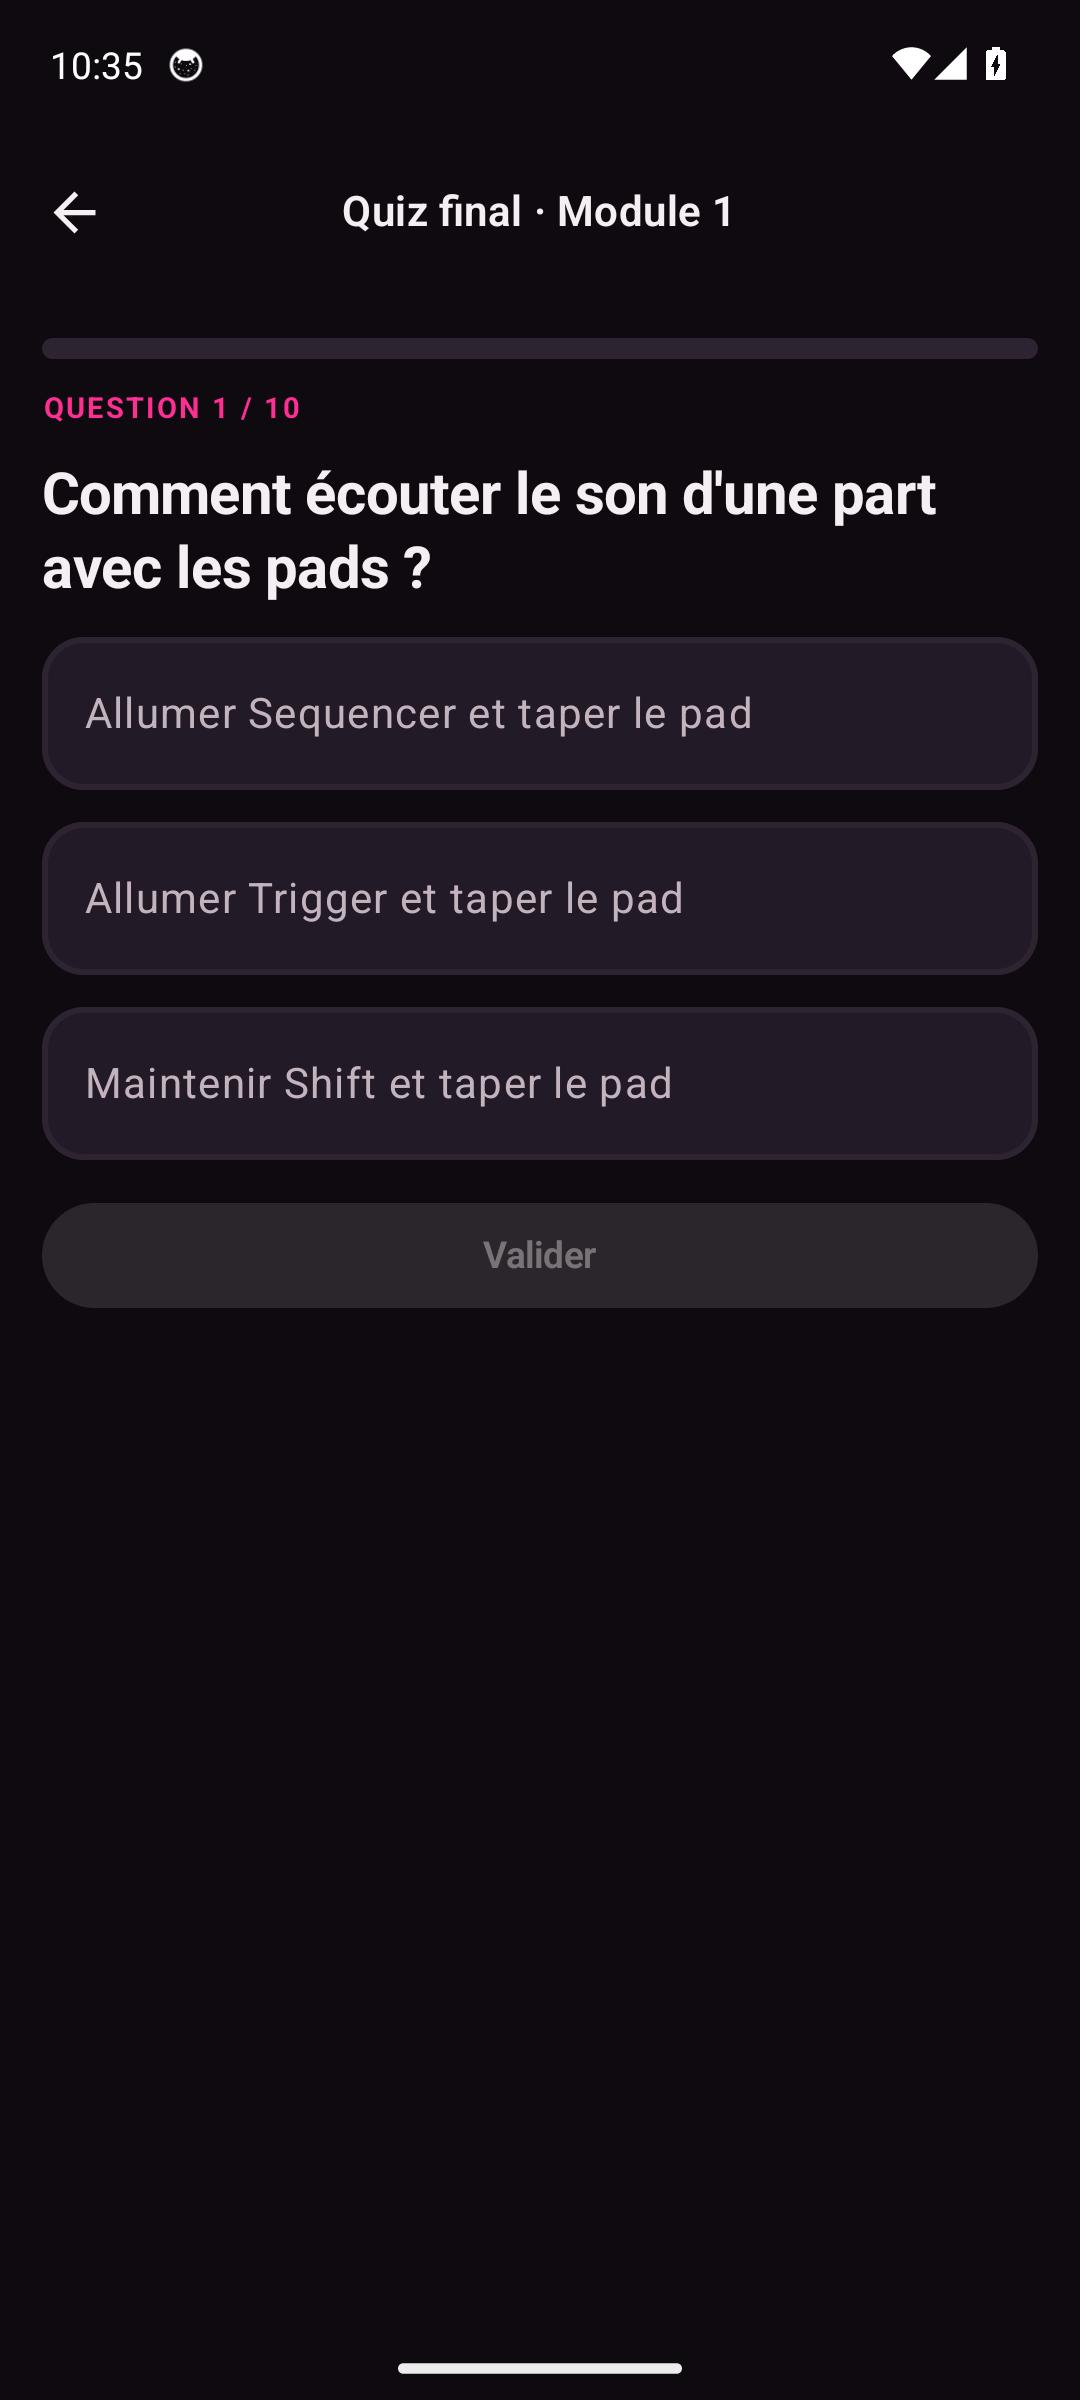 10:35
Quiz final · Module 1
QUESTION 1 / 10
Comment écouter le son d'une part
avec les pads ?
Allumer Sequencer et taper le pad
Allumer Trigger et taper le pad
Maintenir Shift et taper le pad
Valider